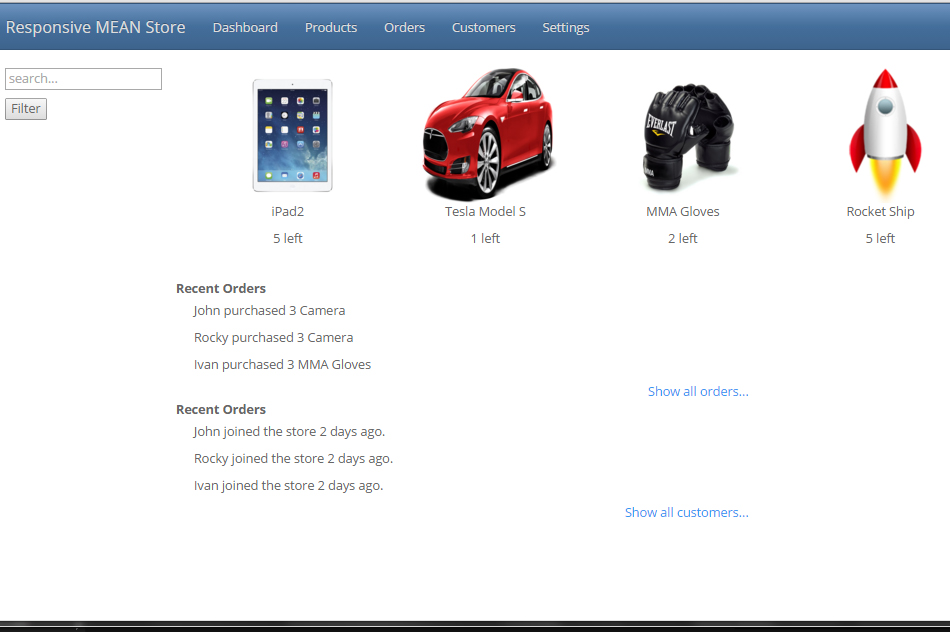 Responsive MEAN Store Dashboard Products Orders Customers Settings
search...
Filter
EVERLAST
iPad2 Tesla Model S MMA Gloves Rocket Ship
5 left 1 left 2 left 5 left
Recent Orders
John purchased 3 Camera
Rocky purchased 3 Camera
Ivan purchased 3 MMA Gloves
Show all orders...
Recent Orders
John joined the store 2 days ago.
Rocky joined the store 2 days ago.
Ivan joined the store 2 days ago.
Show all customers...